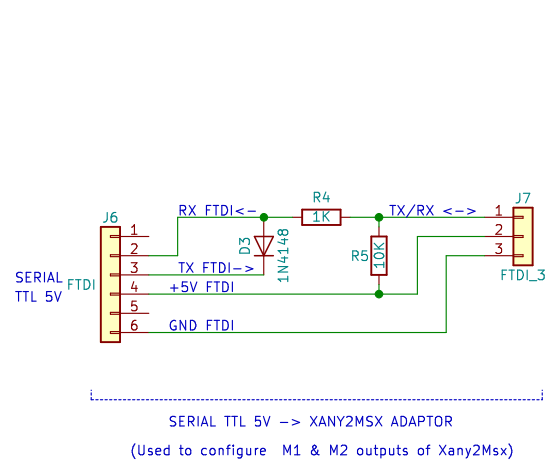 R4
J7
J6
RX FTDI<-
1K
TX/RX <->
1
2
3
FTDI_3
1
2
3
4
5
6
D3
1N4148
R5
10K
TX FTDI->
SERIAL
TTL 5V
FTDI
+5V FTDI
GND FTDI
SERIAL TTL 5V -> XANY2MSX ADAPTOR
(Used to configure  M1 & M2 outputs of Xany2Msx)